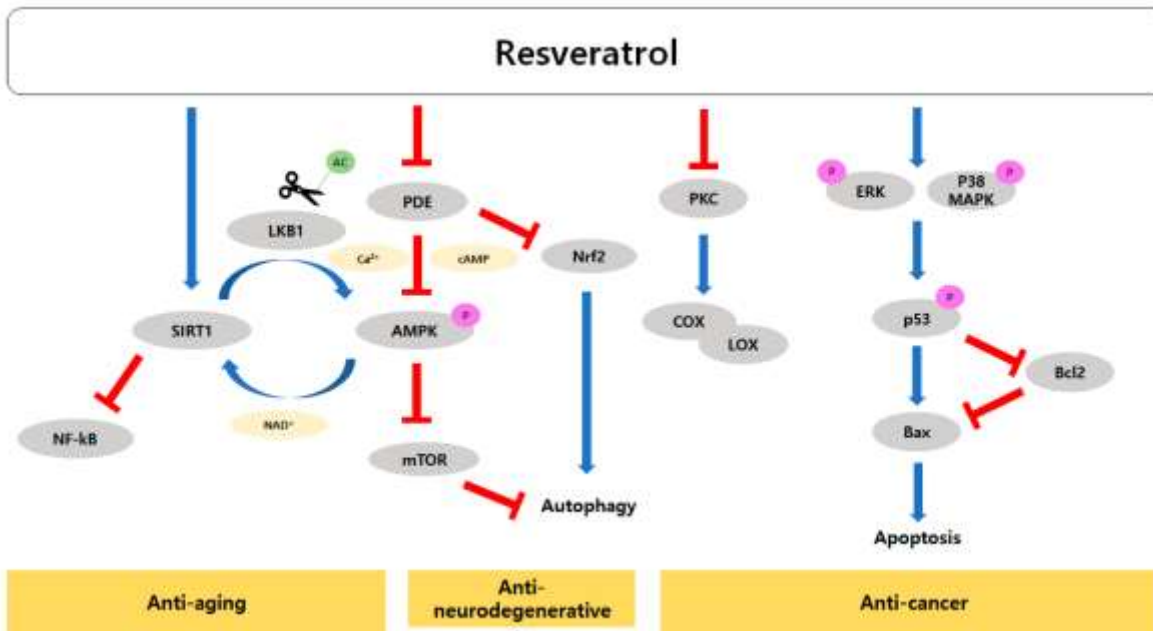 Resveratrol
AC
PDE
PKC
P
ERK
P38
MAPK
P
LKB1
Ca²⁺
cAMP
Nrf2
SIRT1
AMPK
P
COX
LOX
p53
P
Bcl2
NF-kB
NAD⁺
mTOR
Bax
Autophagy
Apoptosis
Anti-aging
Anti-
neurodegenerative
Anti-cancer